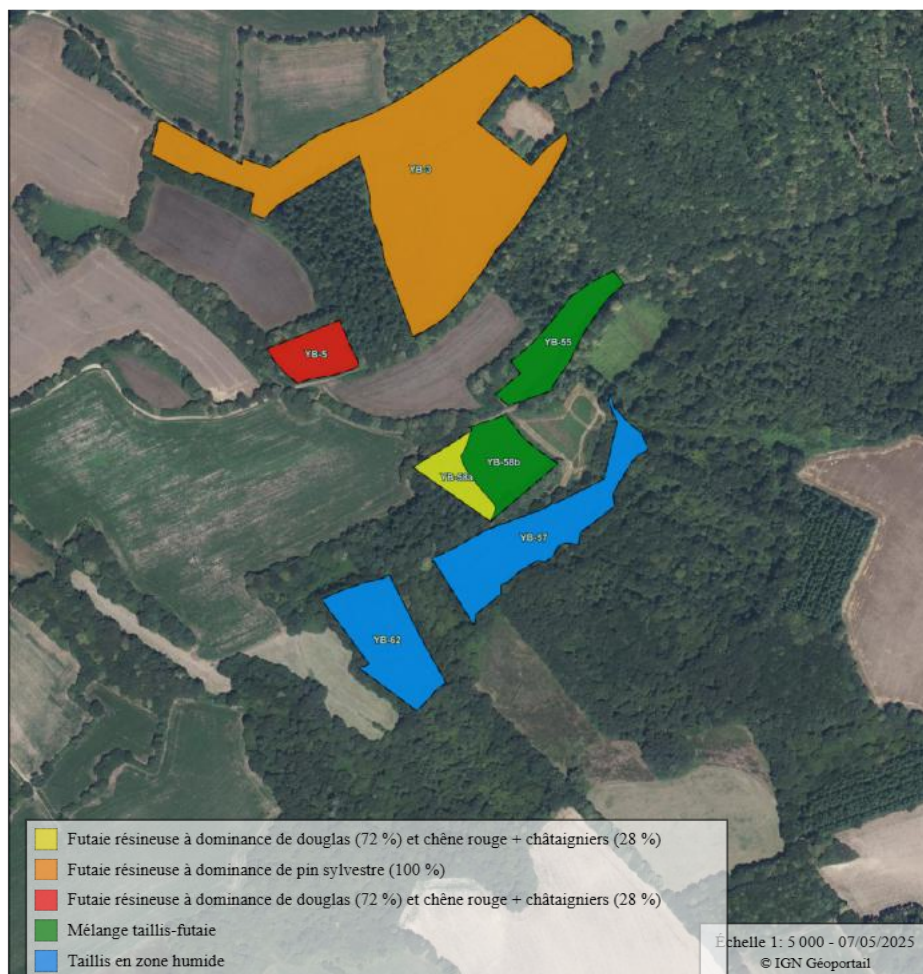 YB-3
YB-55
YB-5
YB-58b
YB-58a
YB-57
YB-62
Futaie résineuse à dominance de douglas (72 %) et chêne rouge + châtaigniers (28 %)
Futaie résineuse à dominance de pin sylvestre (100 %)
Futaie résineuse à dominance de douglas (72 %) et chêne rouge + châtaigniers (28 %)
Mélange taillis-futaie
Taillis en zone humide
Échelle 1: 5 000 - 07/05/2025
© IGN Géoportail